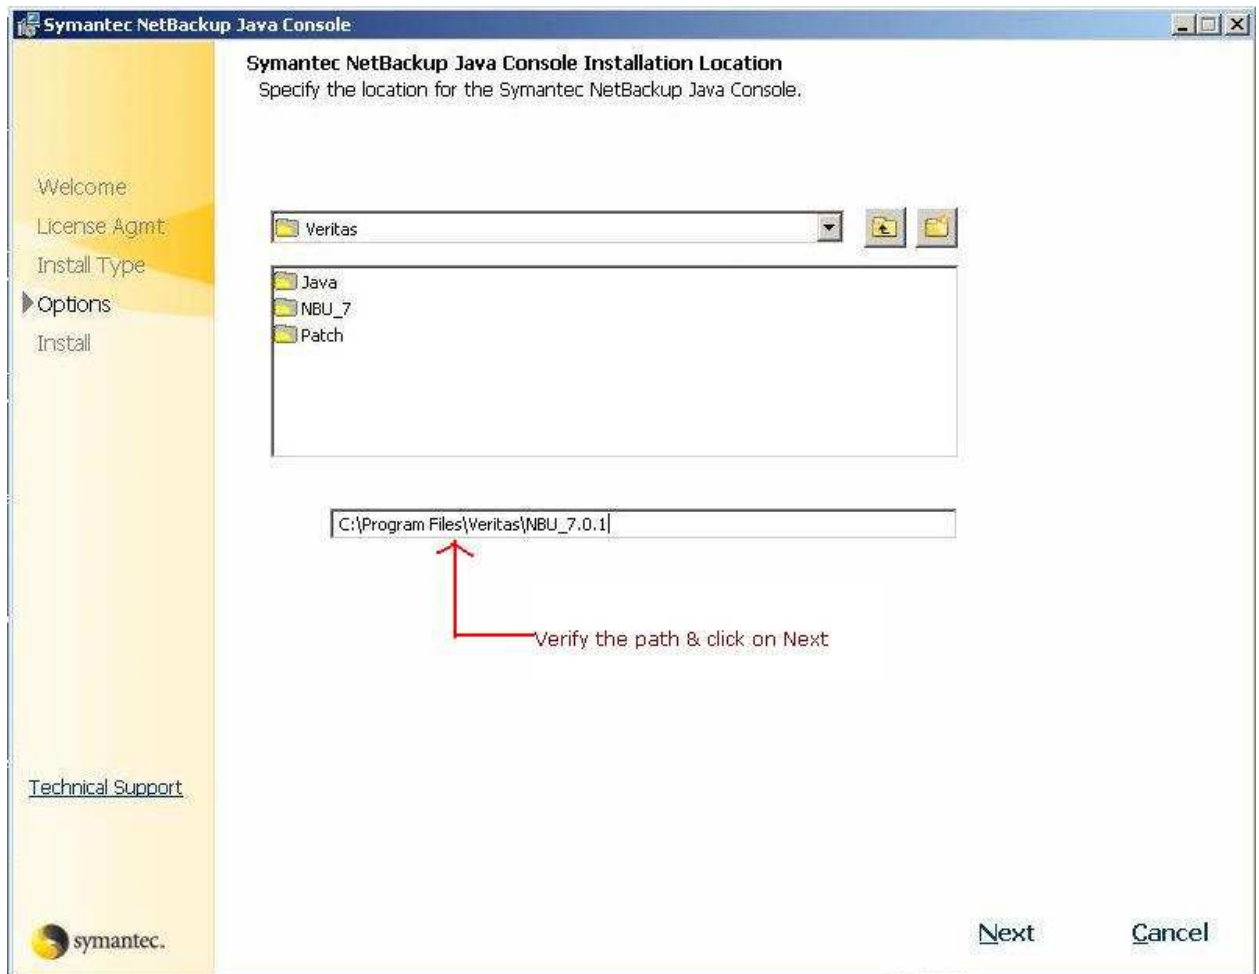 Symantec NetBackup Java Console
Symantec NetBackup Java Console Installation Location
Specify the location for the Symantec NetBackup Java Console.
Welcome
License Agmt
Install Type
Options
Install
Veritas
Java
NBU_7
Patch
C:\Program Files\Veritas\NBU_7.0.1
Verify the path & click on Next
Technical Support
symantec.
Next
Cancel